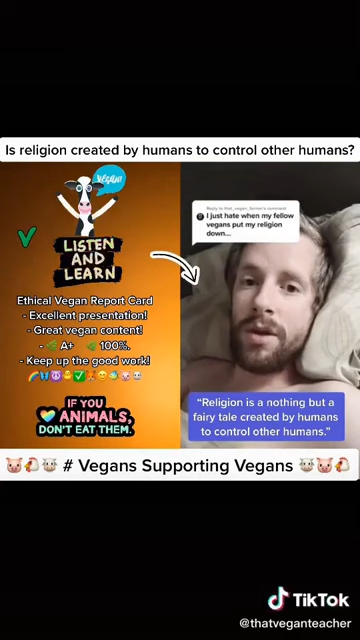 Is religion created by humans to control other humans?
Vegan!
LISTEN
AND
LEARN
Ethical Vegan Report Card
- Excellent presentation!
- Great vegan content!
- 🌿 A+ 🌿 100%.
- Keep up the good work!
IF YOU
ANIMALS,
DON'T EAT THEM.
Reply to that_vegan_farmer's comment
I just hate when my fellow
vegans put my religion
down...
“Religion is a nothing but a
fairy tale created by humans
to control other humans.”
# Vegans Supporting Vegans
TikTok
@thatveganteacher